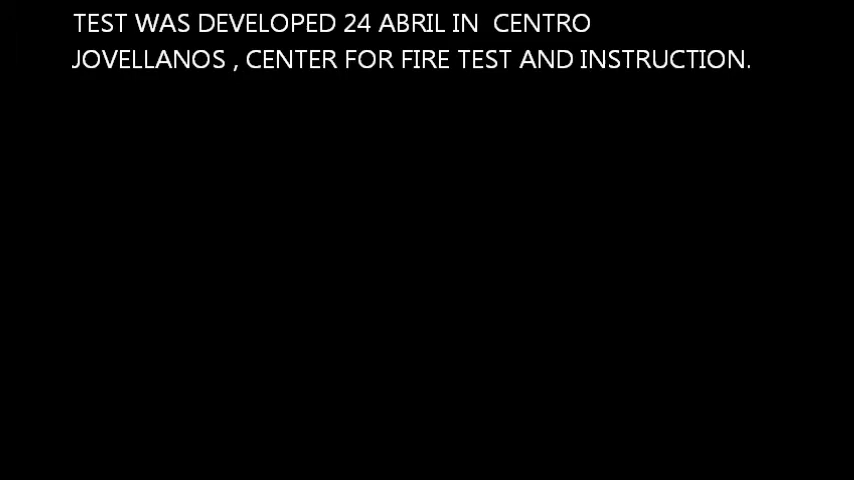 TEST WAS DEVELOPED 24 ABRIL IN  CENTRO
JOVELLANOS , CENTER FOR FIRE TEST AND INSTRUCTION.